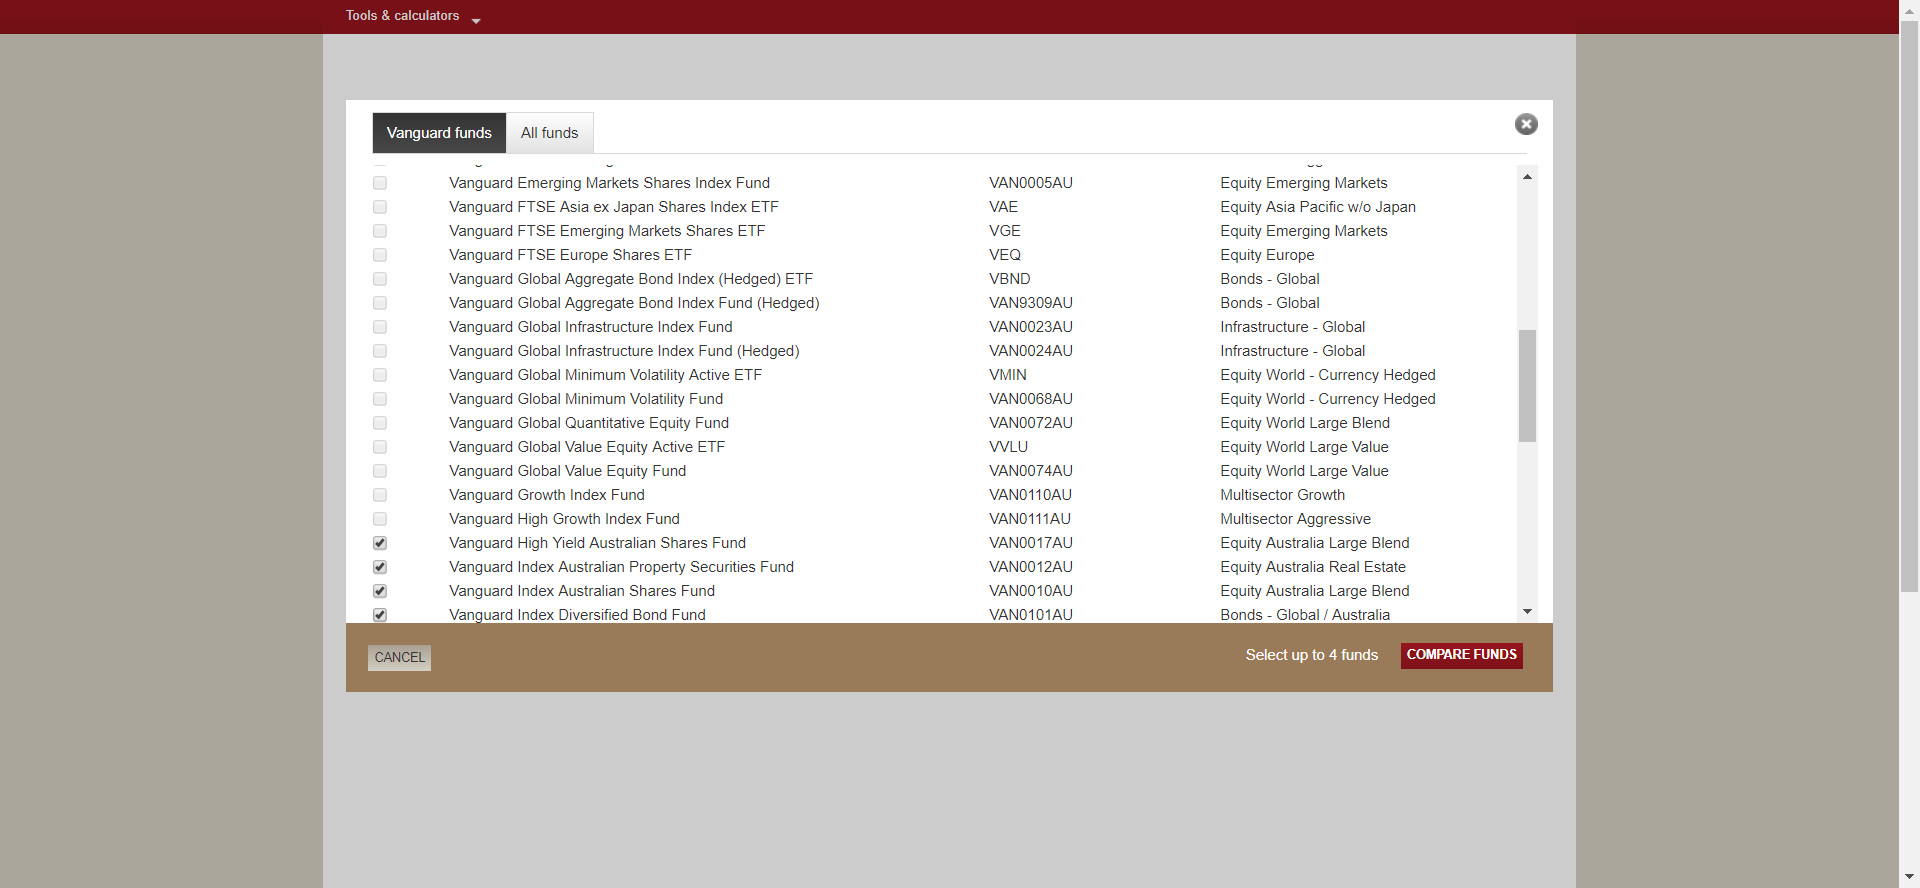 Tools & calculators
Vanguard funds All funds
Vanguard Emerging Markets Shares Index Fund VAN0005AU Equity Emerging Markets
Vanguard FTSE Asia ex Japan Shares Index ETF VAE Equity Asia Pacific w/o Japan
Vanguard FTSE Emerging Markets Shares ETF VGE Equity Emerging Markets
Vanguard FTSE Europe Shares ETF VEQ Equity Europe
Vanguard Global Aggregate Bond Index (Hedged) ETF VBND Bonds - Global
Vanguard Global Aggregate Bond Index Fund (Hedged) VAN9309AU Bonds - Global
Vanguard Global Infrastructure Index Fund VAN0023AU Infrastructure - Global
Vanguard Global Infrastructure Index Fund (Hedged) VAN0024AU Infrastructure - Global
Vanguard Global Minimum Volatility Active ETF VMIN Equity World - Currency Hedged
Vanguard Global Minimum Volatility Fund VAN0068AU Equity World - Currency Hedged
Vanguard Global Quantitative Equity Fund VAN0072AU Equity World Large Blend
Vanguard Global Value Equity Active ETF VVLU Equity World Large Value
Vanguard Global Value Equity Fund VAN0074AU Equity World Large Value
Vanguard Growth Index Fund VAN0110AU Multisector Growth
Vanguard High Growth Index Fund VAN0111AU Multisector Aggressive
Vanguard High Yield Australian Shares Fund VAN0017AU Equity Australia Large Blend
Vanguard Index Australian Property Securities Fund VAN0012AU Equity Australia Real Estate
Vanguard Index Australian Shares Fund VAN0010AU Equity Australia Large Blend
Vanguard Index Diversified Bond Fund VAN0101AU Bonds - Global / Australia
CANCEL Select up to 4 funds COMPARE FUNDS